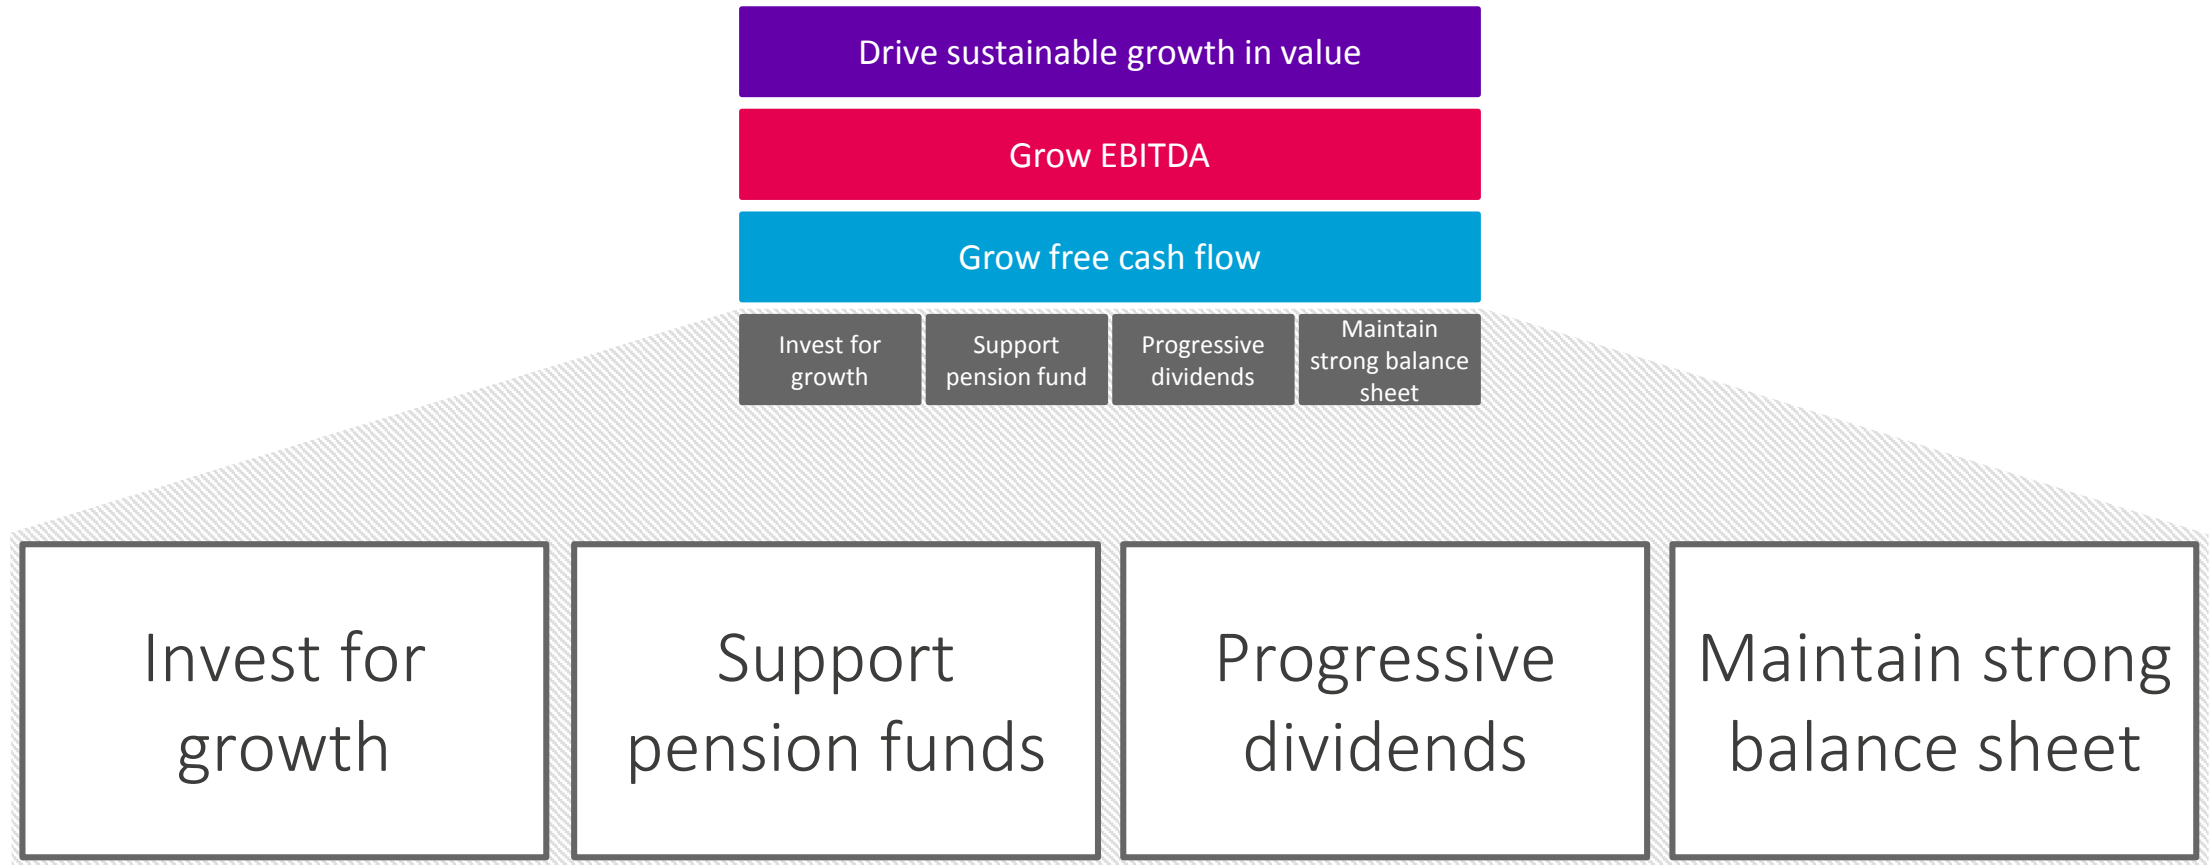 Drive sustainable growth in value
Grow EBITDA
Grow free cash flow
Invest for
growth
Support
pension fund
Progressive
dividends
Maintain
strong balance
sheet
Invest for
growth
Support
pension funds
Progressive
dividends
Maintain strong
balance sheet